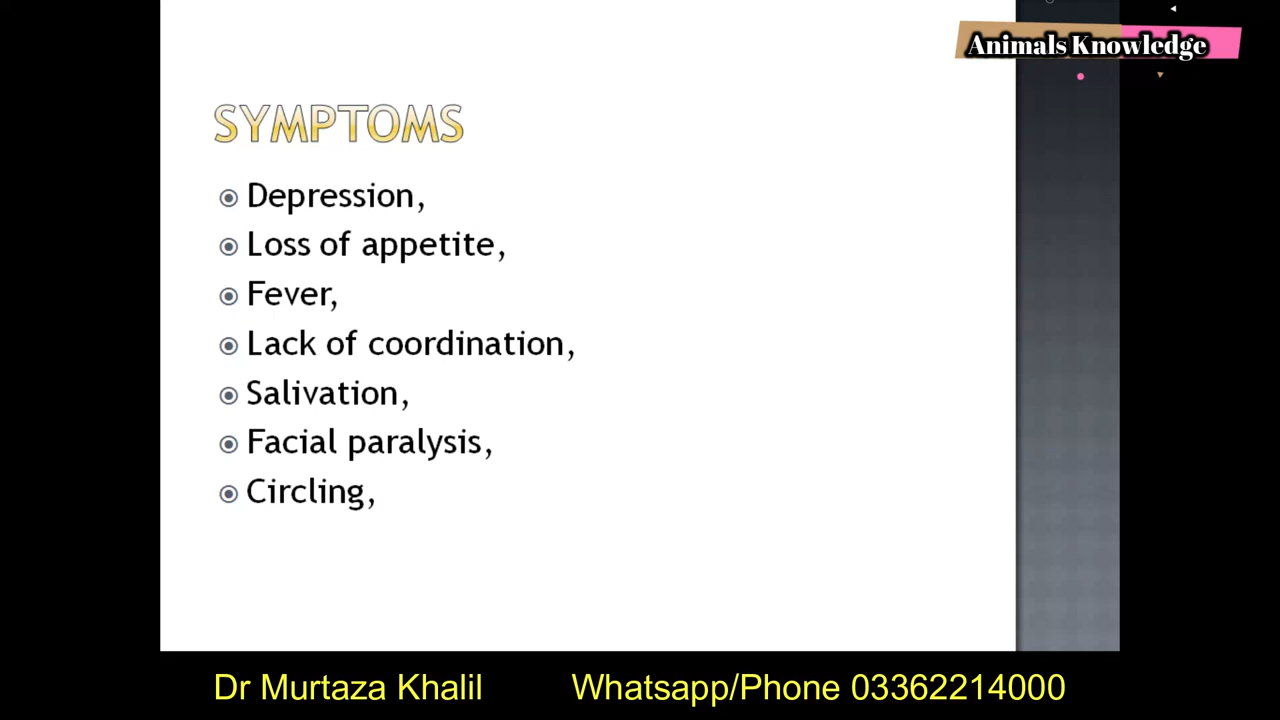 Animals Knowledge
SYMPTOMS
Depression,
Loss of appetite,
Fever,
Lack of coordination,
Salivation,
Facial paralysis,
Circling,
Dr Murtaza Khalil Whatsapp/Phone 03362214000